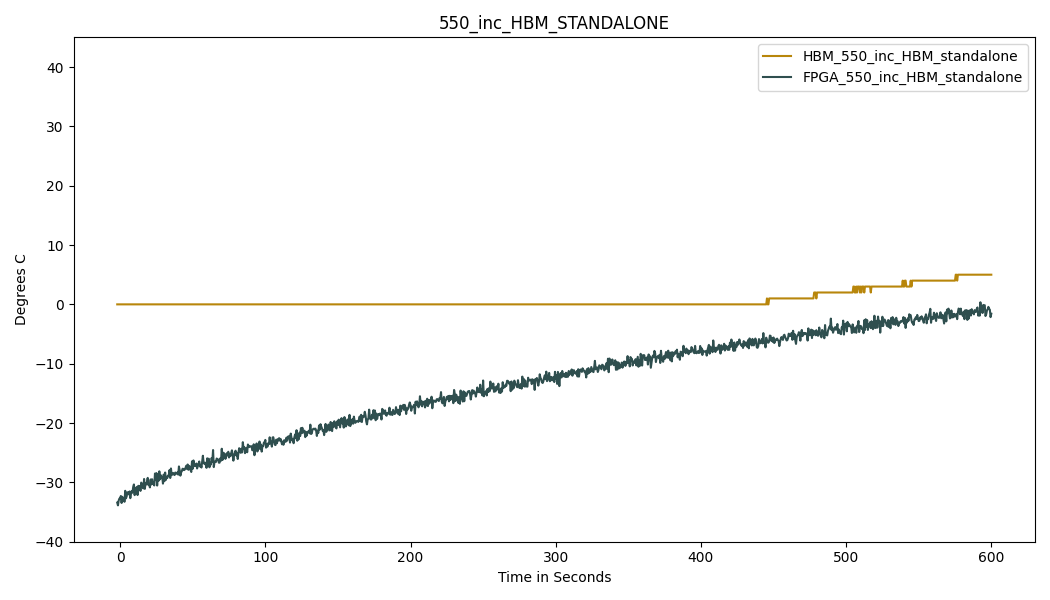 550_inc_HBM_STANDALONE
HBM_550_inc_HBM_standalone
FPGA_550_inc_HBM_standalone
Degrees C
40
30
20
10
0
−10
−20
−30
−40
0 100 200 300 400 500 600
Time in Seconds